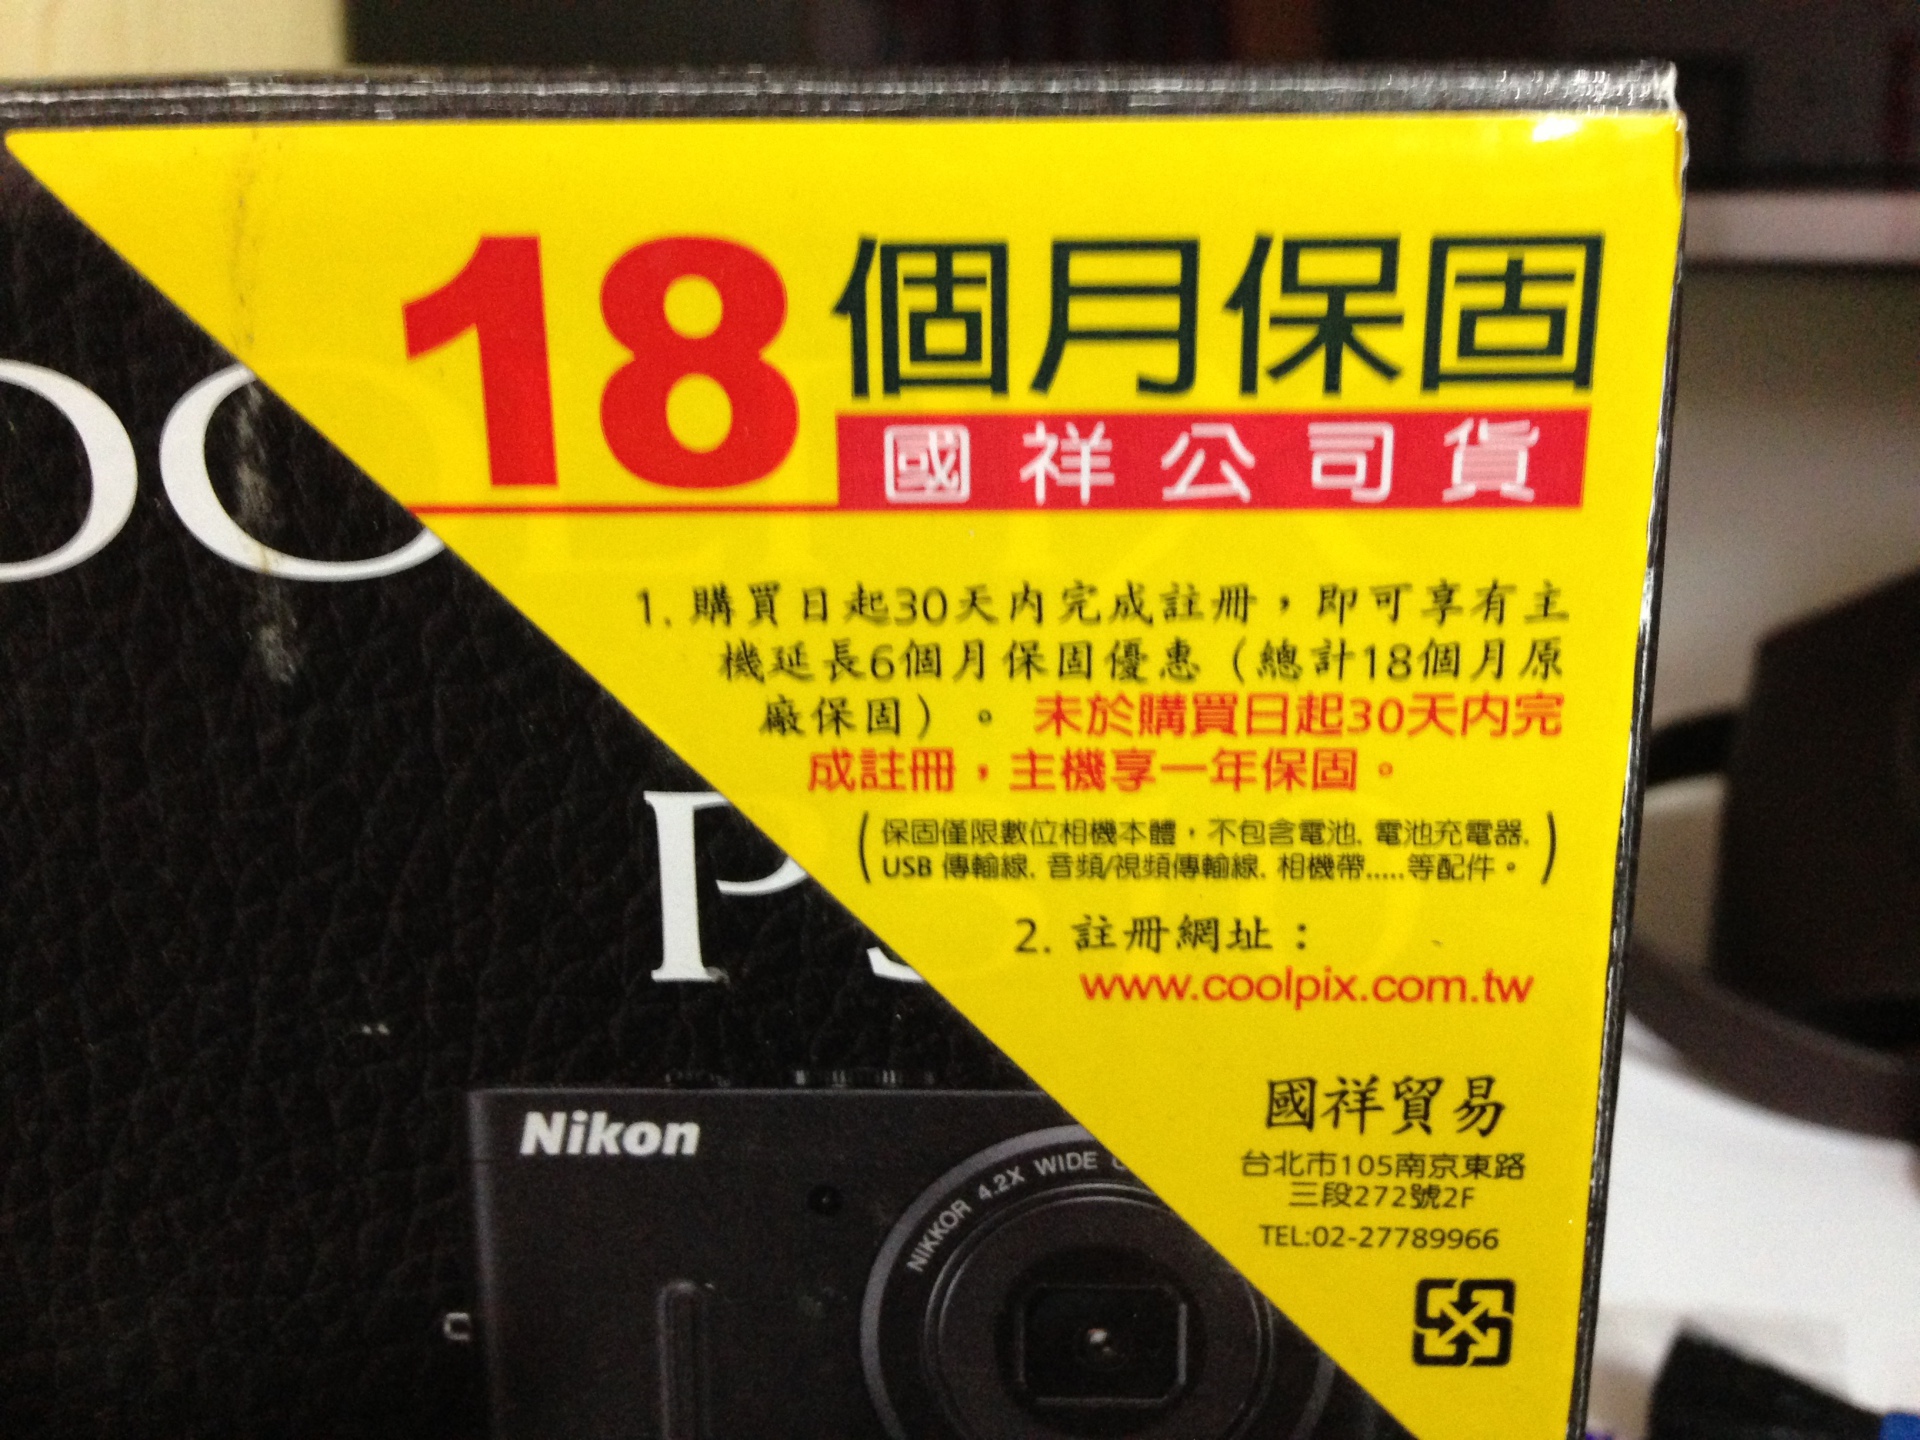 18個月保固
國祥公司貨
1. 購買日起30天內完成註冊，即可享有主
機延長6個月保固優惠（總計18個月原
廠保固）。未於購買日起30天內完
成註冊，主機享一年保固。
(保固僅限數位相機本體，不包含電池, 電池充電器,
USB 傳輸線, 音頻/視頻傳輸線, 相機帶.....等配件。)
2. 註冊網址：
www.coolpix.com.tw
國祥貿易
台北市105南京東路
三段272號2F
TEL:02-27789966
Nikon
NIKKOR 4.2X WIDE